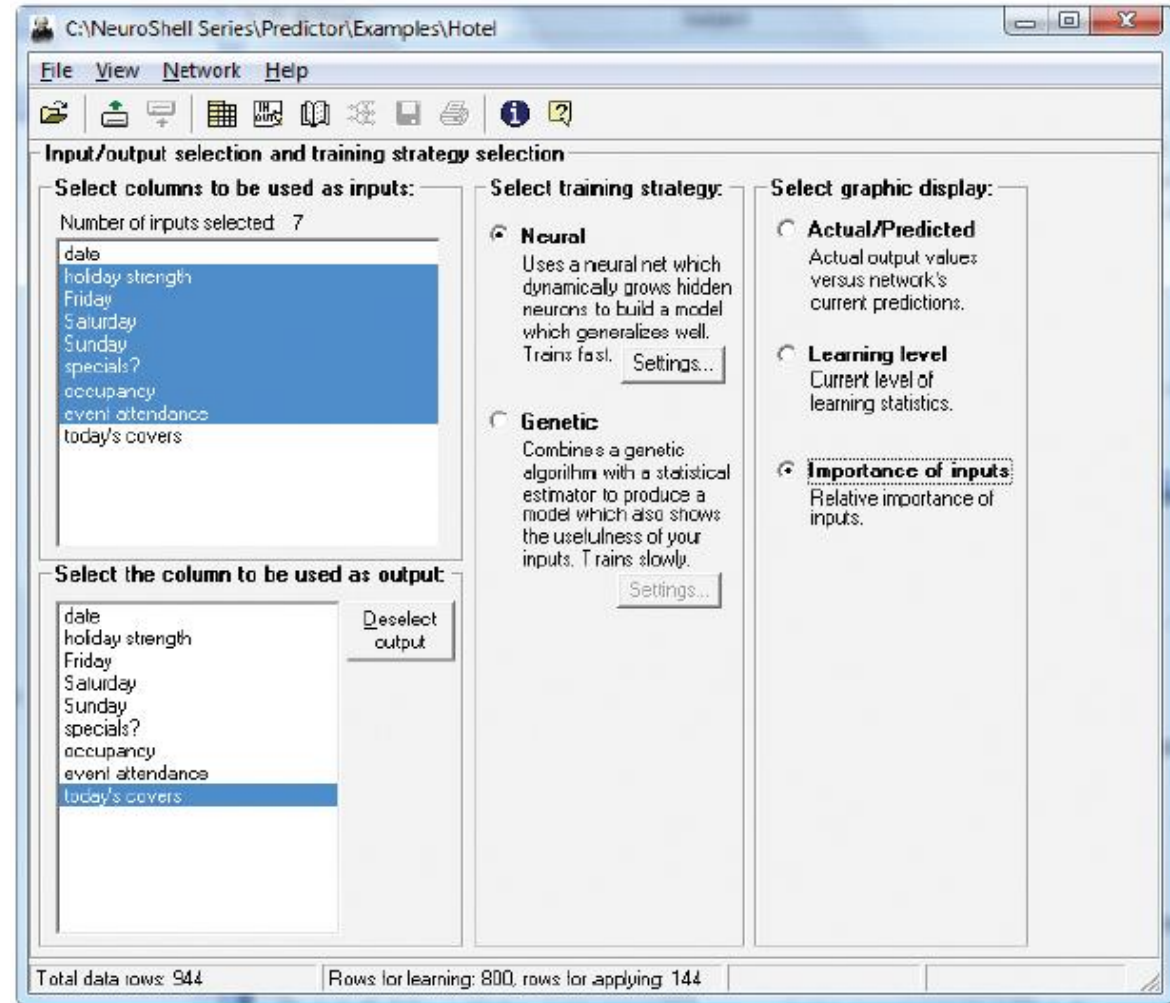 C:\NeuroShell Series\Predictor\Examples\Hotel
File View Network Help
Input/output selection and training strategy selection
Select columns to be used as inputs:
Number of inputs selected: 7
date
holiday strength
Friday
Saturday
Sunday
specials?
occupancy
event attendance
today's covers
Select the column to be used as output:
date
holiday strength
Friday
Saturday
Sunday
specials?
occupancy
event attendance
today's covers
Deselect
output
Select training strategy:
Neural
Uses a neural net which
dynamically grows hidden
neurons to build a model
which generalizes well.
Trains fast.
Settings...
Genetic
Combines a genetic
algorithm with a statistical
estimator to produce a
model which also shows
the usefulness of your
inputs. Trains slowly.
Settings...
Select graphic display:
Actual/Predicted
Actual output values
versus network's
current predictions.
Learning level
Current level of
learning statistics.
Importance of inputs
Relative importance of
inputs.
Total data rows: 944
Rows for learning: 800, rows for applying: 144